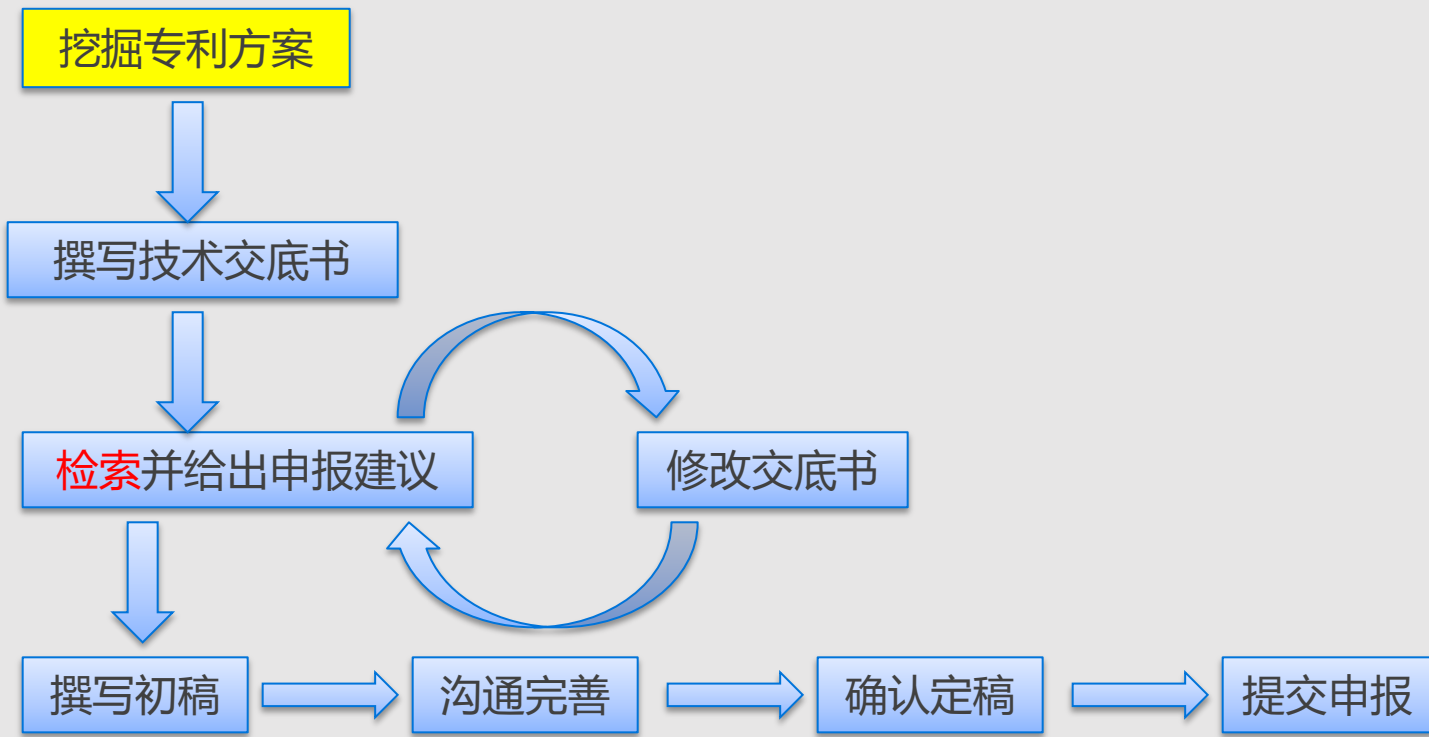 挖掘专利方案
撰写技术交底书
检索并给出申报建议
修改交底书
撰写初稿
沟通完善
确认定稿
提交申报